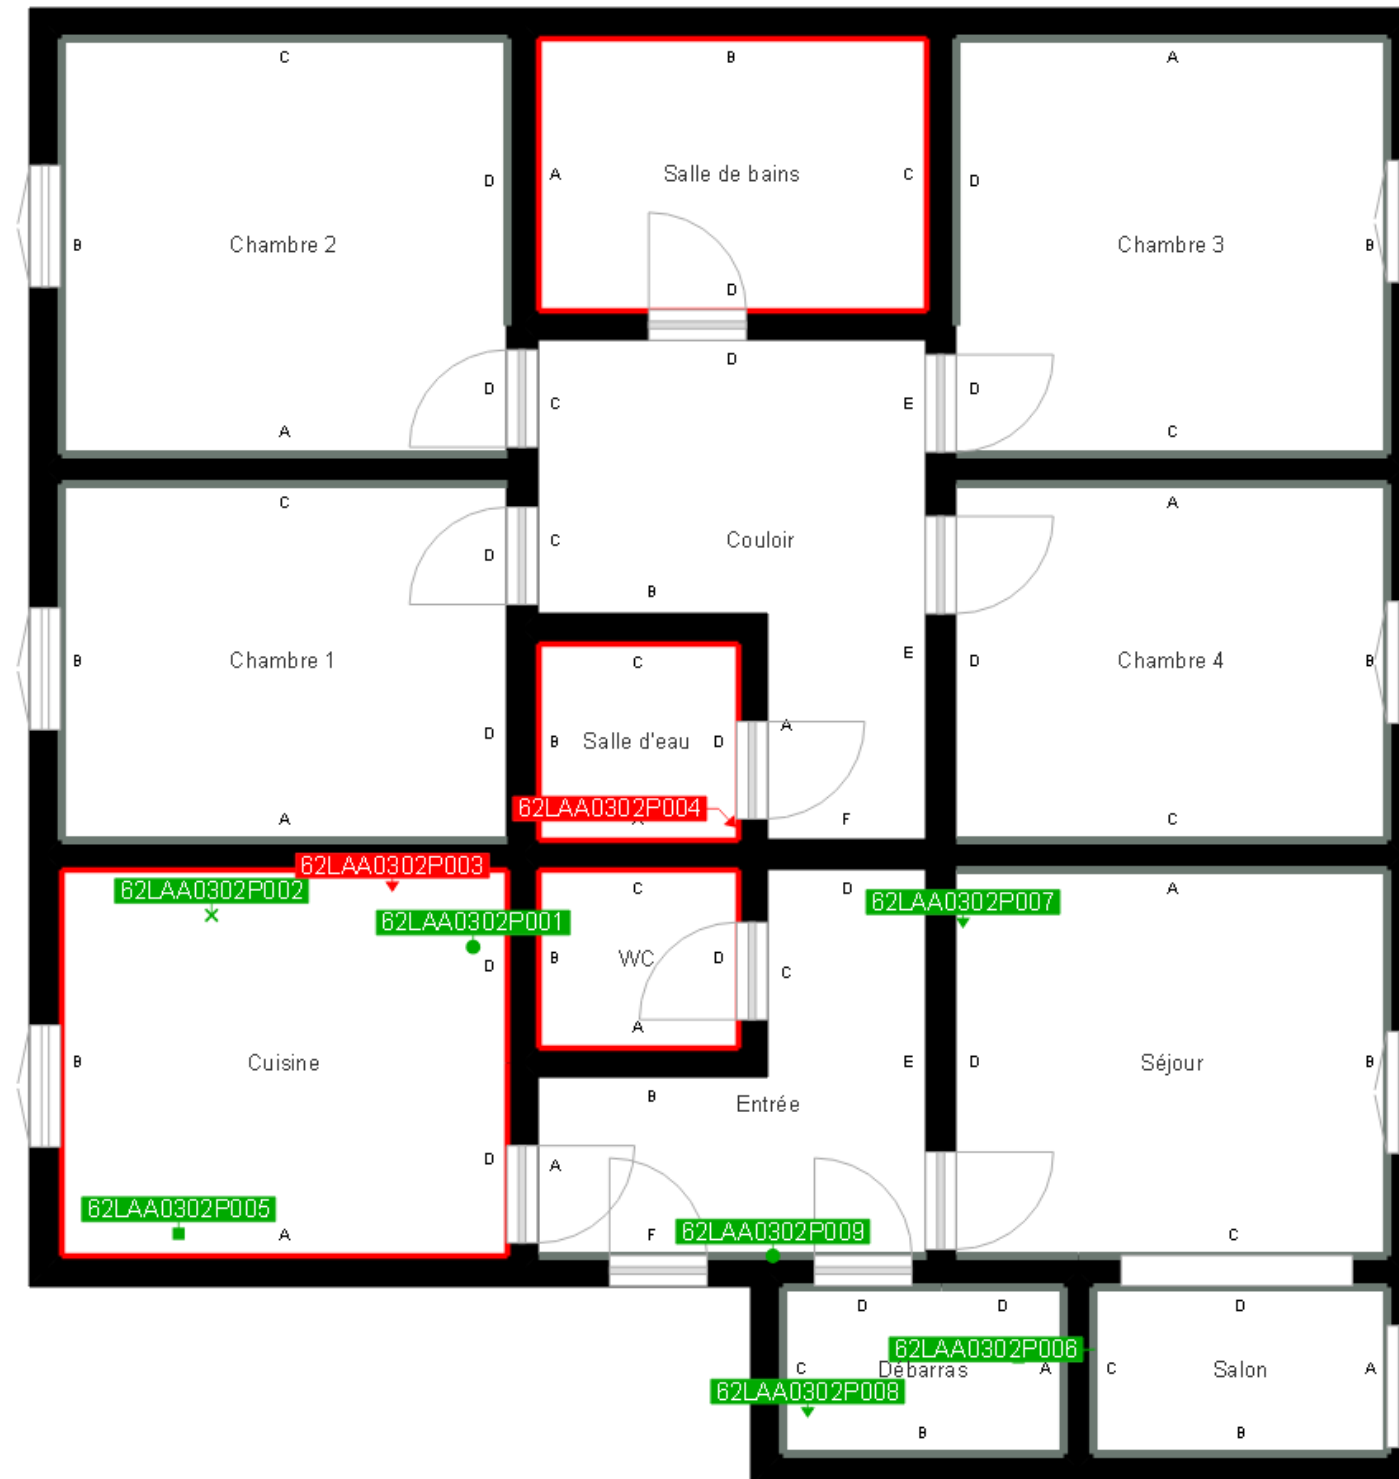 C
B
A
D
Salle de bains
A
C
D
Chambre 2
B
Chambre 3
B
D
D
D
D
C
E
A
C
C
A
Couloir
D
C
B
Chambre 1
B
C
E
D
Chambre 4
B
D
A
B
Salle d'eau
D
62LAA0302P004
A
F
C
62LAA0302P003
62LAA0302P002
C
D
A
62LAA0302P007
62LAA0302P001
D
B
WC
D
C
A
Cuisine
B
E
D
Séjour
B
B
Entrée
D
A
62LAA0302P005
A
F
62LAA0302P009
C
D
D
D
62LAA0302P006
C
Débarras
A
C
Salon
A
62LAA0302P008
B
B